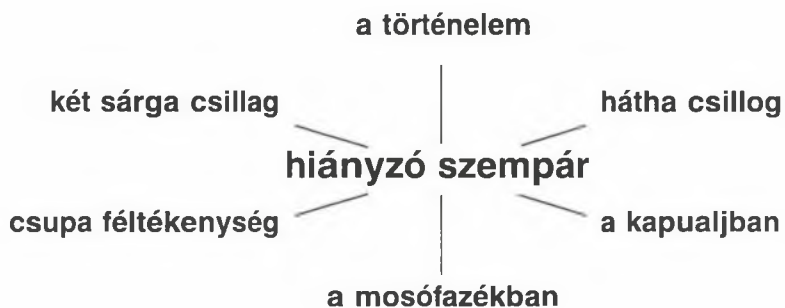 a történelem
két sárga csillag
hátha csillog
hiányzó szempár
csupa féltékenység
a kapualjban
a mosófazékban